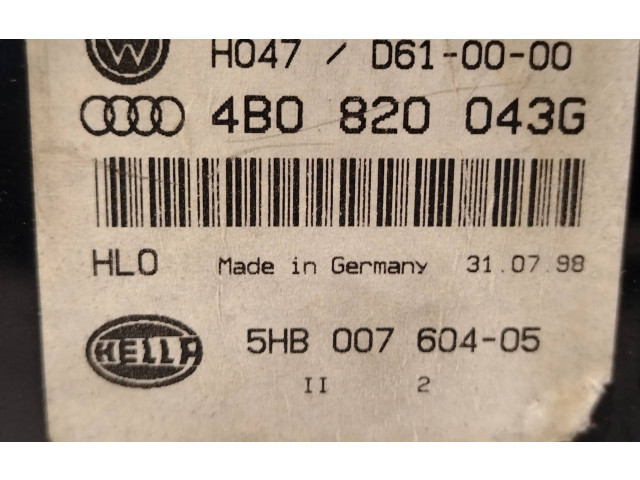 W H047 / D61-00-00
4B0 820 043G
HLO Made in Germany 31.07.98
HELLA 5HB 007 604-05
II 2